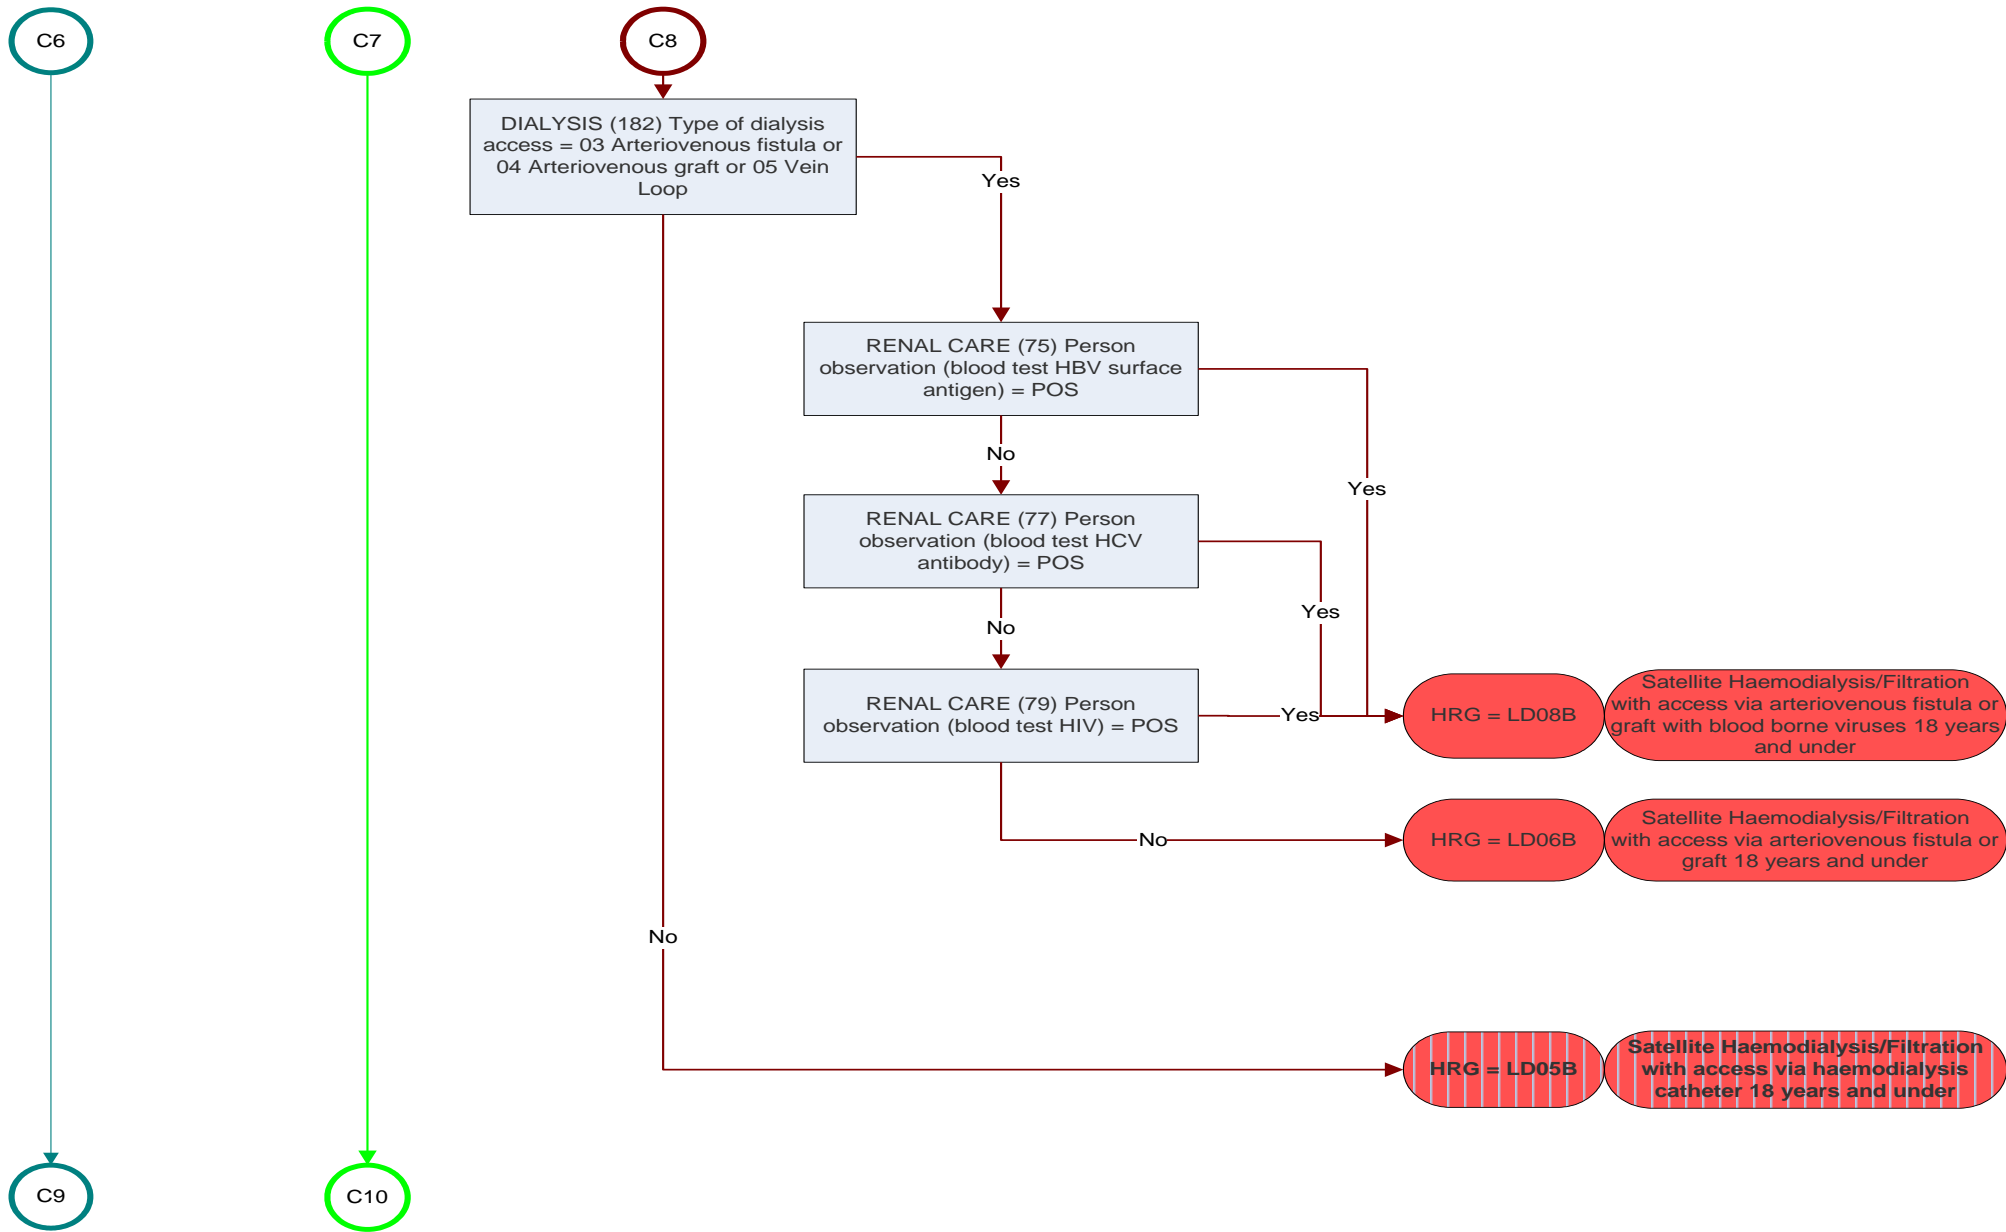 C6
C7
C8
DIALYSIS (182) Type of dialysis
access = 03 Arteriovenous fistula or
04 Arteriovenous graft or 05 Vein
Loop
Yes
RENAL CARE (75) Person
observation (blood test HBV surface
antigen) = POS
No
Yes
RENAL CARE (77) Person
observation (blood test HCV
antibody) = POS
Yes
No
RENAL CARE (79) Person
observation (blood test HIV) = POS
Yes
HRG = LD08B
Satellite Haemodialysis/Filtration
with access via arteriovenous fistula or
graft with blood borne viruses 18 years
and under
No
HRG = LD06B
Satellite Haemodialysis/Filtration
with access via arteriovenous fistula or
graft 18 years and under
No
HRG = LD05B
Satellite Haemodialysis/Filtration
with access via haemodialysis
catheter 18 years and under
C9
C10